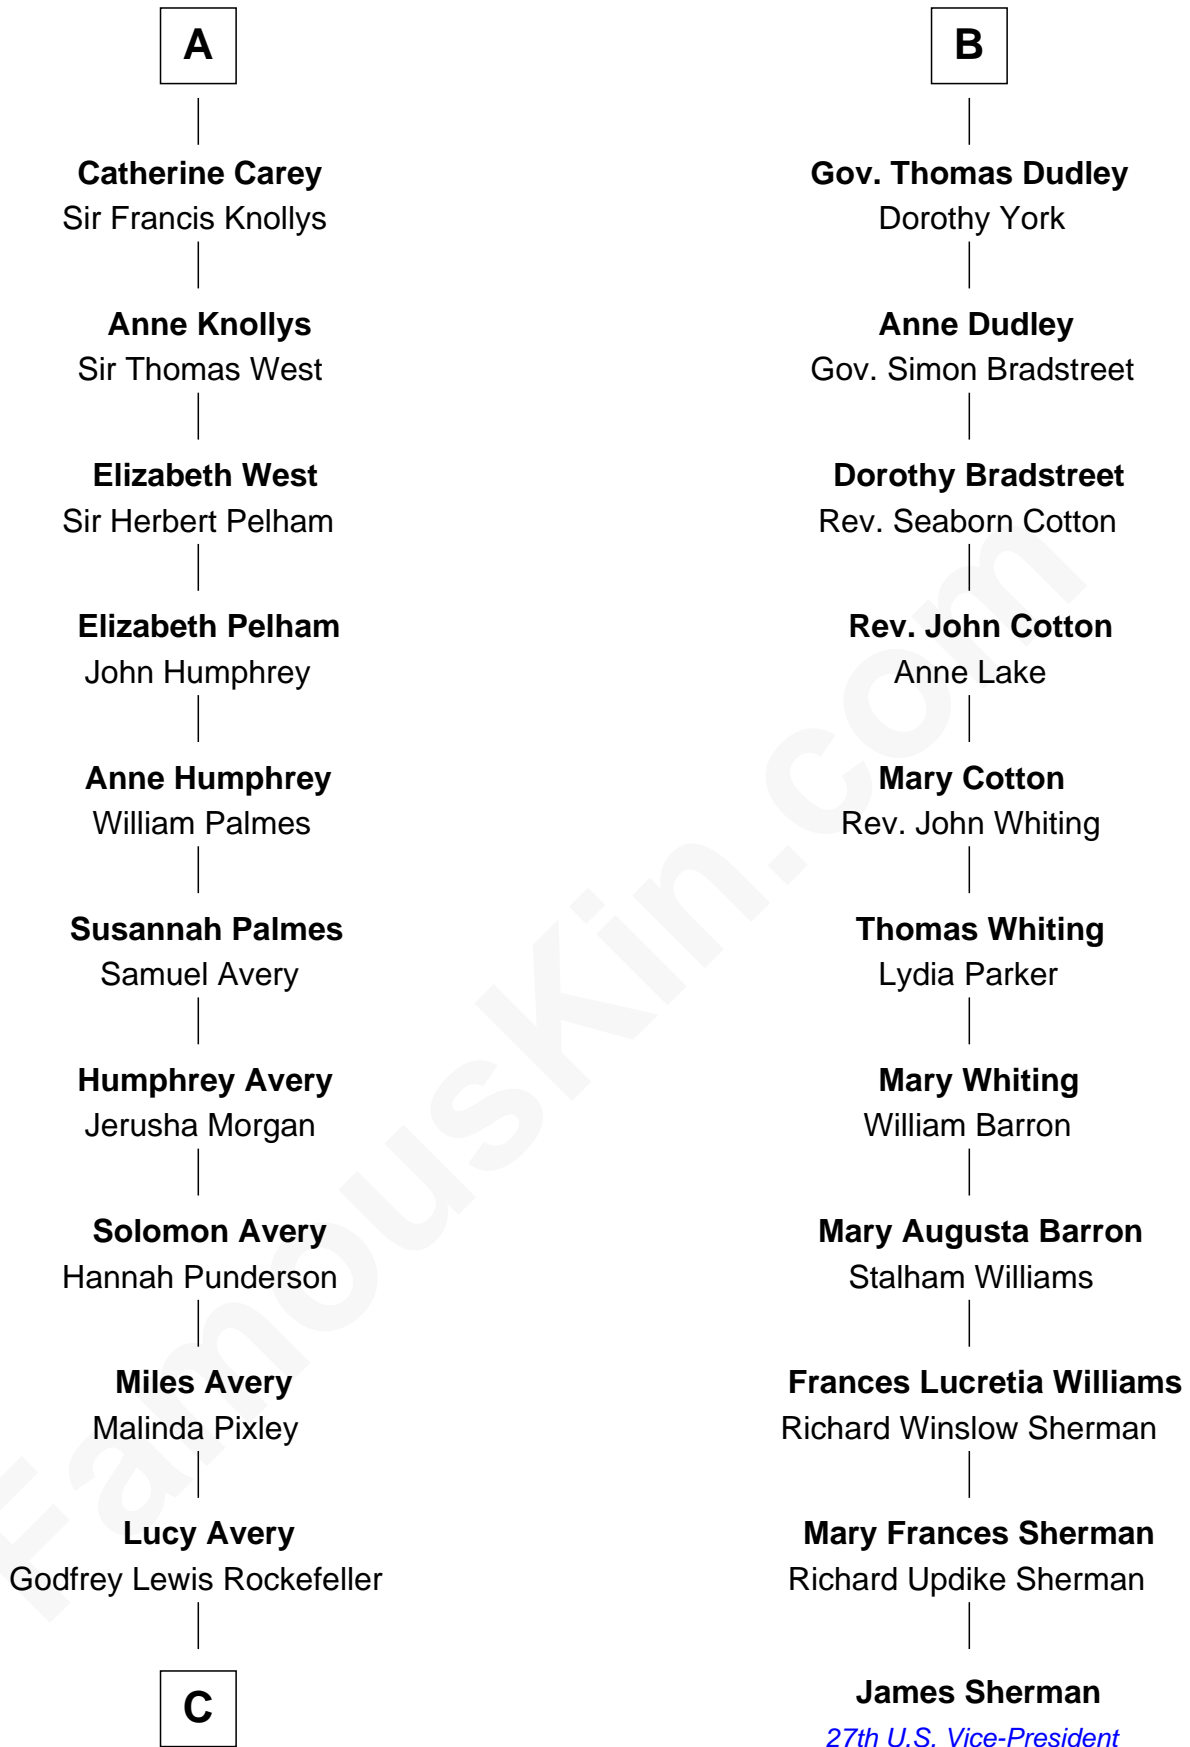 A
Catherine Carey
Sir Francis Knollys
Anne Knollys
Sir Thomas West
Elizabeth West
Sir Herbert Pelham
Elizabeth Pelham
John Humphrey
Anne Humphrey
William Palmes
Susannah Palmes
Samuel Avery
Humphrey Avery
Jerusha Morgan
Solomon Avery
Hannah Punderson
Miles Avery
Malinda Pixley
Lucy Avery
Godfrey Lewis Rockefeller
C
B
Gov. Thomas Dudley
Dorothy York
Anne Dudley
Gov. Simon Bradstreet
Dorothy Bradstreet
Rev. Seaborn Cotton
Rev. John Cotton
Anne Lake
Mary Cotton
Rev. John Whiting
Thomas Whiting
Lydia Parker
Mary Whiting
William Barron
Mary Augusta Barron
Stalham Williams
Frances Lucretia Williams
Richard Winslow Sherman
Mary Frances Sherman
Richard Updike Sherman
James Sherman
27th U.S. Vice-President
FamousKin.com